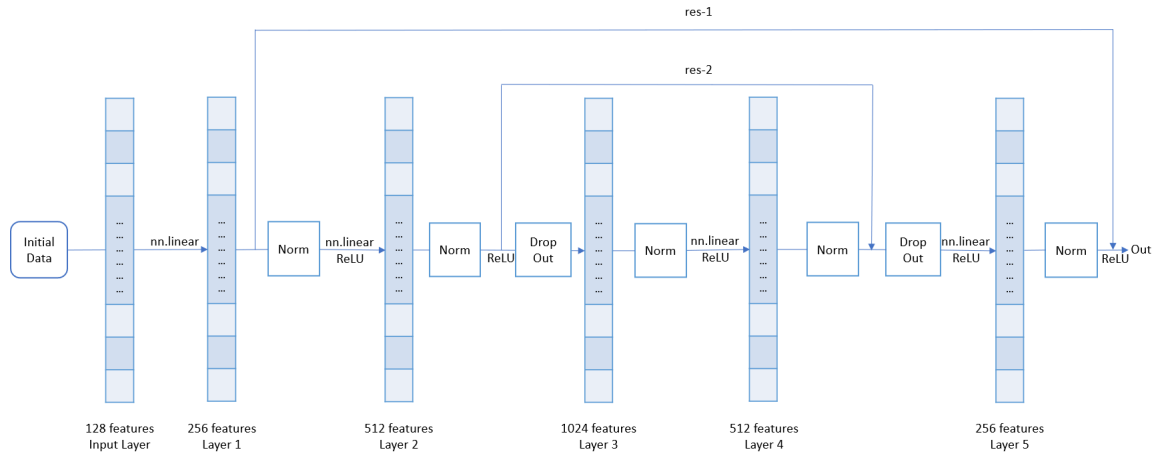 res-1
res-2
Initial
Data
...
...
...
...
...
...
nn.linear
...
...
...
...
...
...
Norm
nn.linear
ReLU
...
...
...
...
...
...
Norm
ReLU
Drop
Out
...
...
...
...
...
...
Norm
nn.linear
ReLU
...
...
...
...
...
...
Norm
Drop
Out
nn.linear
ReLU
...
...
...
...
...
...
Norm
ReLU
Out
128 features
Input Layer
256 features
Layer 1
512 features
Layer 2
1024 features
Layer 3
512 features
Layer 4
256 features
Layer 5